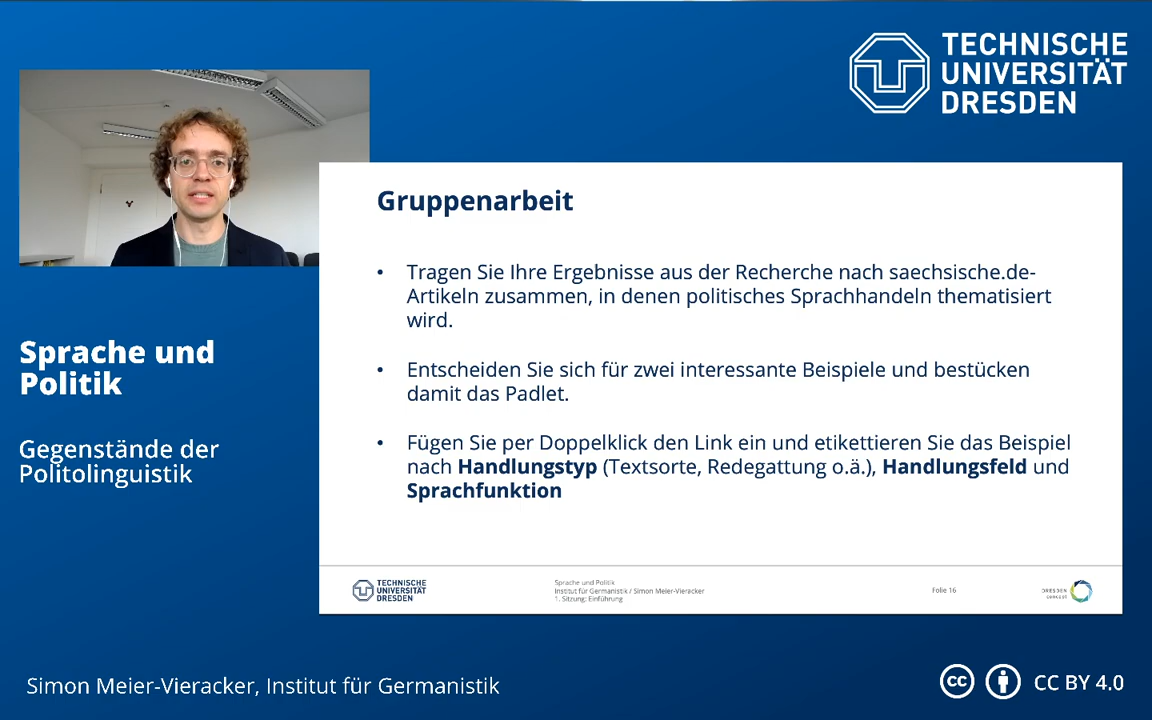 TECHNISCHE
UNIVERSITÄT
DRESDEN
Gruppenarbeit
• Tragen Sie Ihre Ergebnisse aus der Recherche nach saechsische.de-
Artikeln zusammen, in denen politisches Sprachhandeln thematisiert
wird.
• Entscheiden Sie sich für zwei interessante Beispiele und bestücken
damit das Padlet.
• Fügen Sie per Doppelklick den Link ein und etikettieren Sie das Beispiel
nach Handlungstyp (Textsorte, Redegattung o.ä.), Handlungsfeld und
Sprachfunktion
Sprache und
Politik
Gegenstände der
Politolinguistik
TECHNISCHE
UNIVERSITÄT
DRESDEN
Sprache und Politik
Institut für Germanistik / Simon Meier-Vieracker
1. Sitzung: Einführung
Folie 16
DRESDEN
concept
Simon Meier-Vieracker, Institut für Germanistik
cc
CC BY 4.0